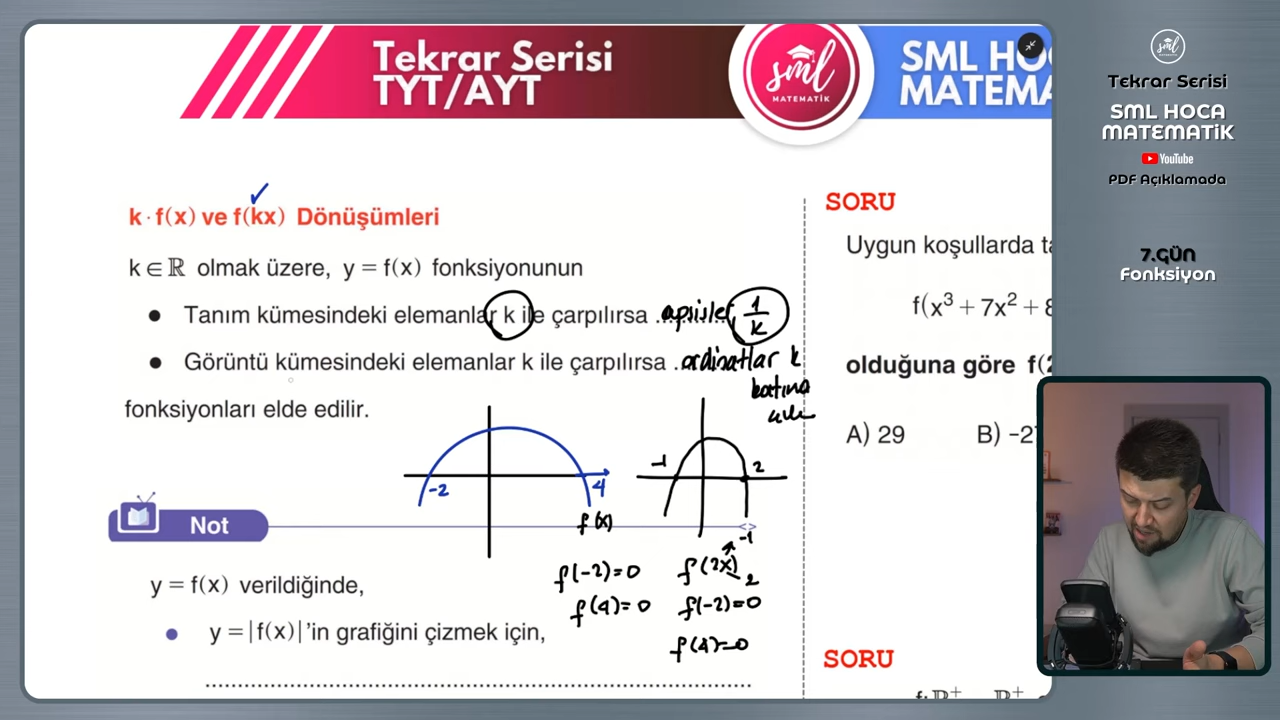 Tekrar Serisi
TYT/AYT
sml
MATEMATİK
SML HO
MATEMA
k · f(x) ve f(kx) Dönüşümleri
k ∈ ℝ olmak üzere, y = f(x) fonksiyonunun
• Tanım kümesindeki elemanlar k ile çarpılırsa ... apsisler 1/k
• Görüntü kümesindeki elemanlar k ile çarpılırsa . ordinatlar k
katına
fonksiyonları elde edilir.
-2
4
f(x)
-1
2
f(-2)=0
f(4)=0
f(2x)
-1
2
f(-2)=0
f(4)=0
Not
y = f(x) verildiğinde,
• y = |f(x)|'in grafiğini çizmek için,
SORU
Uygun koşullarda ta
f(x³ + 7x² + 8
olduğuna göre f(2
A) 29 B) -2
SORU
sml
Tekrar Serisi
SML HOCA
MATEMATİK
YouTube
PDF Açıklamada
7.GÜN
Fonksiyon